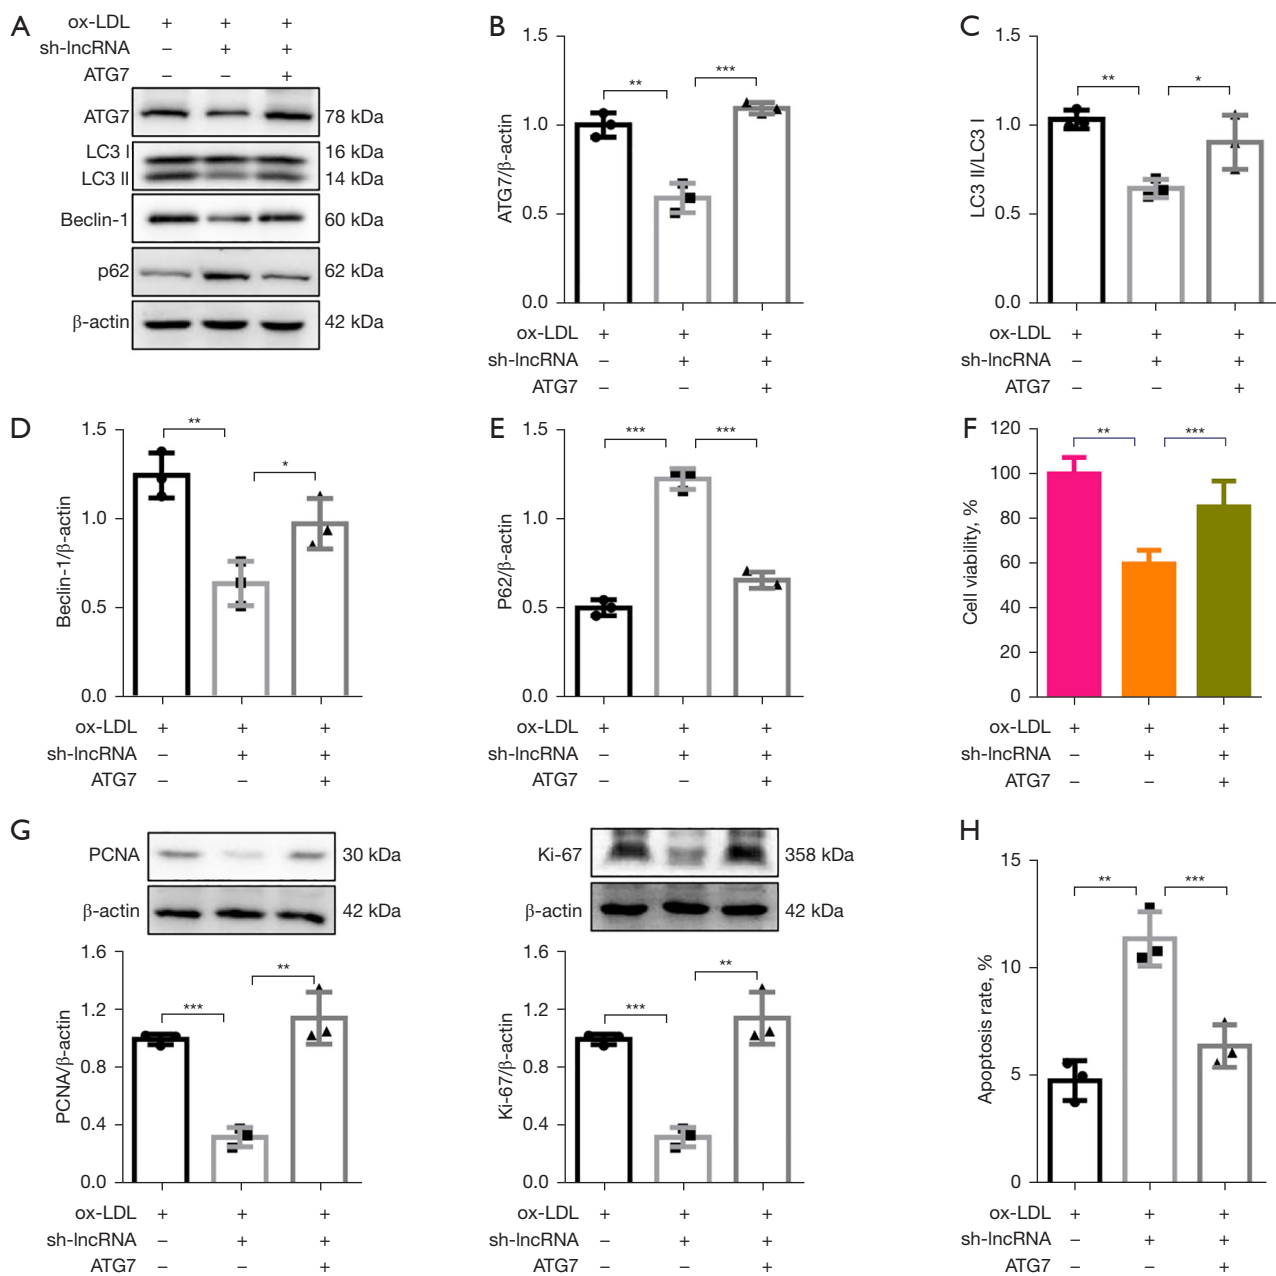 A
ox-LDL + + +
sh-lncRNA – + +
ATG7 – – +
ATG7 78 kDa
LC3 I 16 kDa
LC3 II 14 kDa
Beclin-1 60 kDa
p62 62 kDa
β-actin 42 kDa
B
1.5
1.0
0.5
0.0
ATG7/β-actin
** ***
ox-LDL + + +
sh-lncRNA – + +
ATG7 – – +
C
1.5
1.0
0.5
0.0
LC3 II/LC3 I
** *
ox-LDL + + +
sh-lncRNA – + +
ATG7 – – +
D
1.5
1.0
0.5
0.0
Beclin-1/β-actin
** *
ox-LDL + + +
sh-lncRNA – + +
ATG7 – – +
E
1.5
1.0
0.5
0.0
P62/β-actin
*** ***
ox-LDL + + +
sh-lncRNA – + +
ATG7 – – +
F
120
100
80
60
40
20
0
Cell viability, %
** ***
ox-LDL + + +
sh-lncRNA – + +
ATG7 – – +
G
PCNA 30 kDa
β-actin 42 kDa
1.6
1.2
0.8
0.4
0.0
PCNA/β-actin
*** **
ox-LDL + + +
sh-lncRNA – + +
ATG7 – – +
Ki-67 358 kDa
β-actin 42 kDa
1.6
1.2
0.8
0.4
0.0
Ki-67/β-actin
*** **
ox-LDL + + +
sh-lncRNA – + +
ATG7 – – +
H
15
10
5
0
Apoptosis rate, %
** ***
ox-LDL + + +
sh-lncRNA – + +
ATG7 – – +